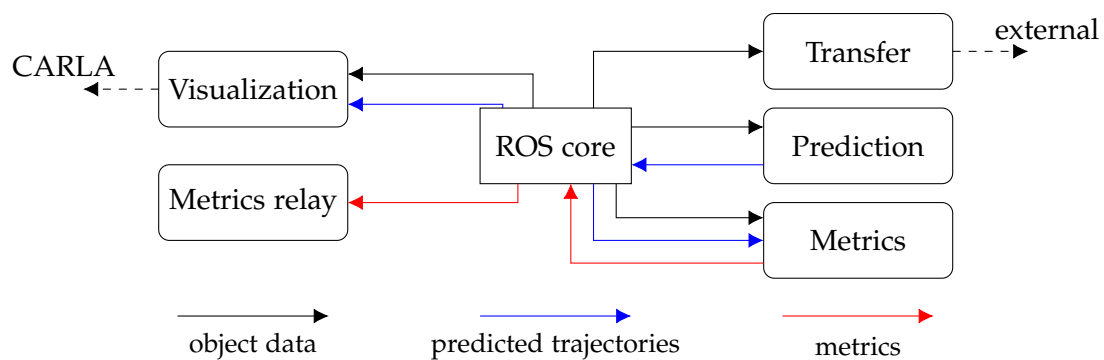 external
Transfer
CARLA
Visualization
ROS core
Prediction
Metrics relay
Metrics
object data
predicted trajectories
metrics